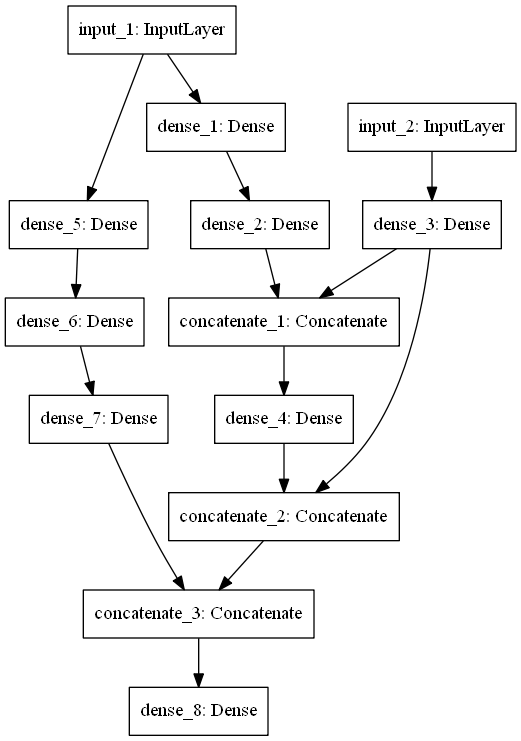 input_1: InputLayer
dense_1: Dense
input_2: InputLayer
dense_5: Dense
dense_2: Dense
dense_3: Dense
dense_6: Dense
concatenate_1: Concatenate
dense_7: Dense
dense_4: Dense
concatenate_2: Concatenate
concatenate_3: Concatenate
dense_8: Dense